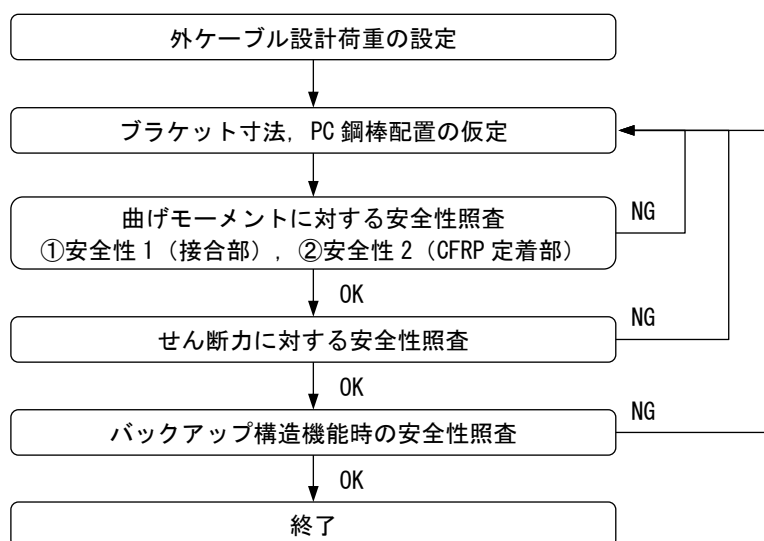 外ケーブル設計荷重の設定
ブラケット寸法，PC 鋼棒配置の仮定
曲げモーメントに対する安全性照査
NG
①安全性 1（接合部），②安全性 2（CFRP 定着部）
OK
NG
せん断力に対する安全性照査
OK
NG
バックアップ構造機能時の安全性照査
OK
終了